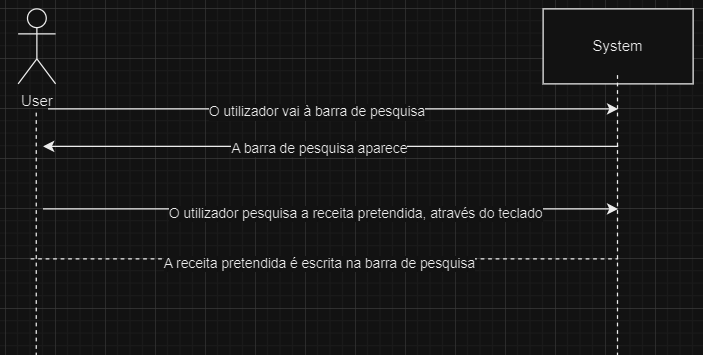 System
User
O utilizador vai à barra de pesquisa
A barra de pesquisa aparece
O utilizador pesquisa a receita pretendida, através do teclado
A receita pretendida é escrita na barra de pesquisa